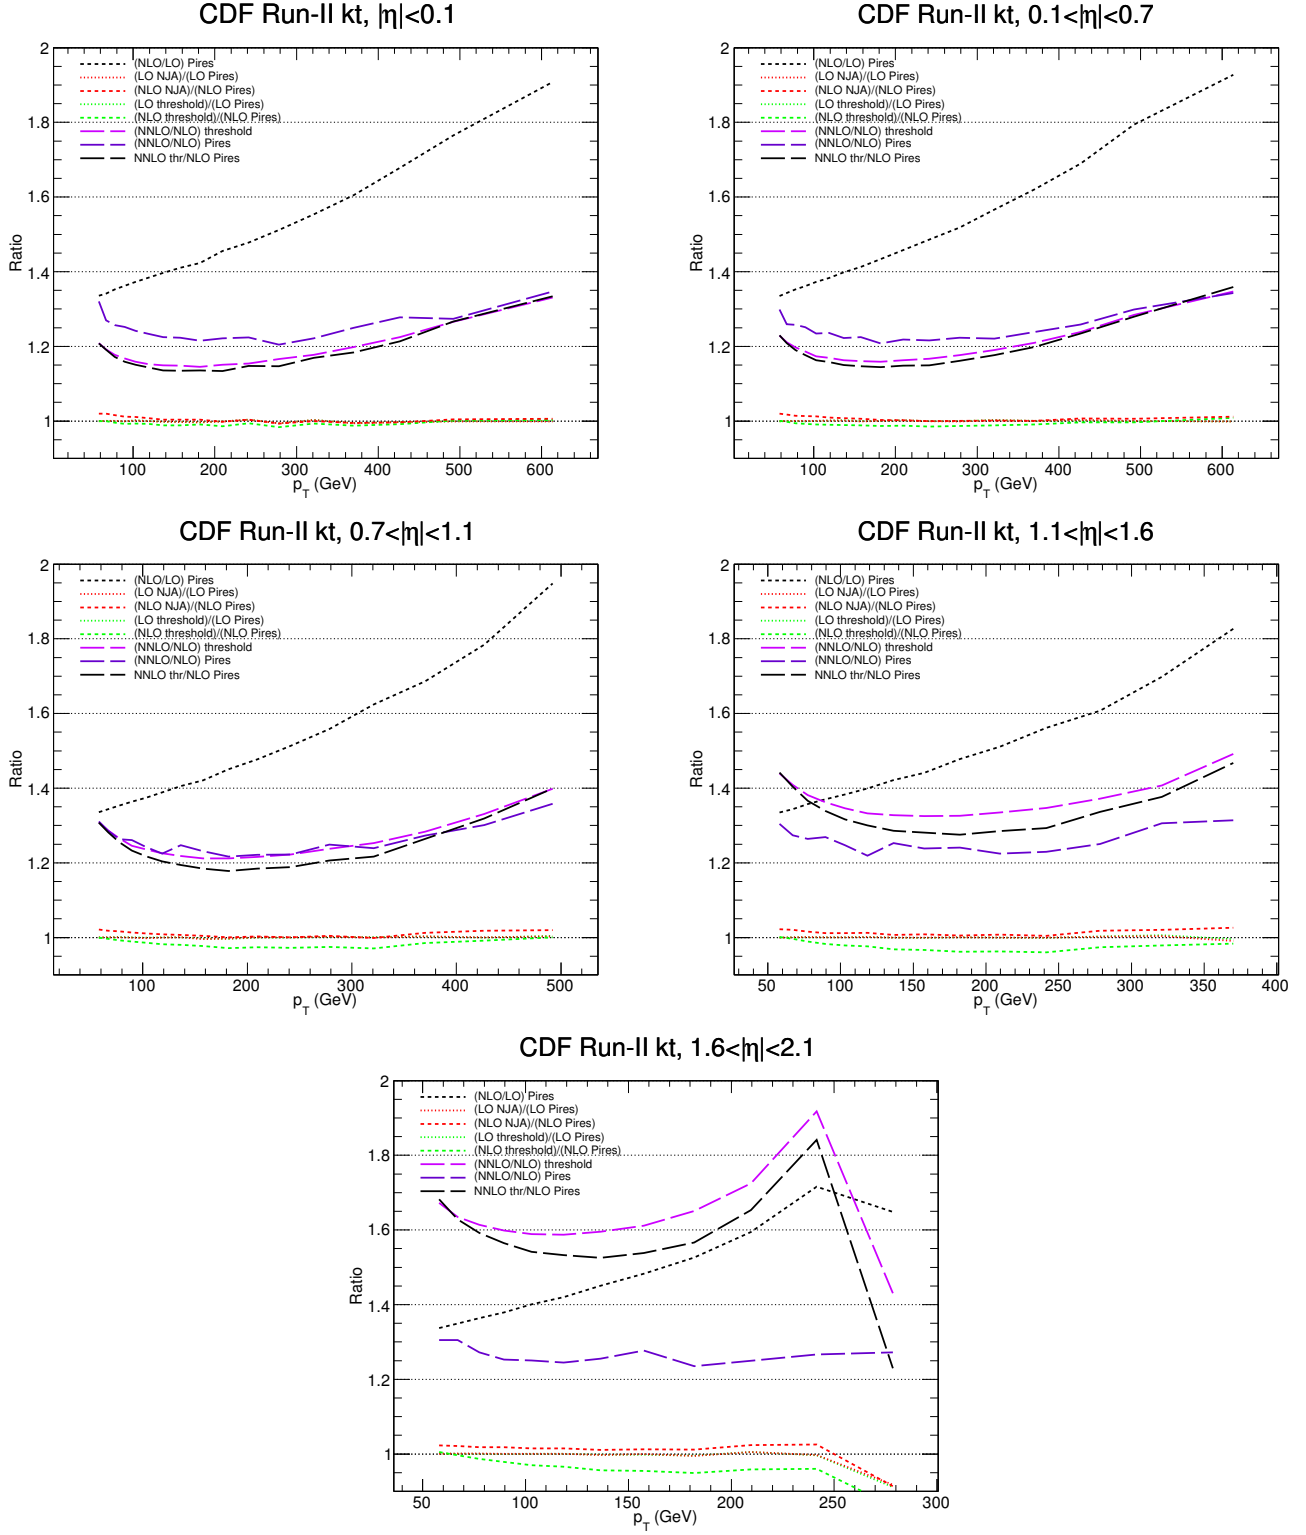 CDF Run-II kt, |η|<0.1
2
1.8
1.6
1.4
1.2
1
Ratio
(NLO/LO) Pires
(LO NJA)/(LO Pires)
(NLO NJA)/(NLO Pires)
(LO threshold)/(LO Pires)
(NLO threshold)/(NLO Pires)
(NNLO/NLO) threshold
(NNLO/NLO) Pires
NNLO thr/NLO Pires
100 200 300 400 500 600
p_T (GeV)
CDF Run-II kt, 0.1<|η|<0.7
2
1.8
1.6
1.4
1.2
1
Ratio
(NLO/LO) Pires
(LO NJA)/(LO Pires)
(NLO NJA)/(NLO Pires)
(LO threshold)/(LO Pires)
(NLO threshold)/(NLO Pires)
(NNLO/NLO) threshold
(NNLO/NLO) Pires
NNLO thr/NLO Pires
100 200 300 400 500 600
p_T (GeV)
CDF Run-II kt, 0.7<|η|<1.1
2
1.8
1.6
1.4
1.2
1
Ratio
(NLO/LO) Pires
(LO NJA)/(LO Pires)
(NLO NJA)/(NLO Pires)
(LO threshold)/(LO Pires)
(NLO threshold)/(NLO Pires)
(NNLO/NLO) threshold
(NNLO/NLO) Pires
NNLO thr/NLO Pires
100 200 300 400 500
p_T (GeV)
CDF Run-II kt, 1.1<|η|<1.6
2
1.8
1.6
1.4
1.2
1
Ratio
(NLO/LO) Pires
(LO NJA)/(LO Pires)
(NLO NJA)/(NLO Pires)
(LO threshold)/(LO Pires)
(NLO threshold)/(NLO Pires)
(NNLO/NLO) threshold
(NNLO/NLO) Pires
NNLO thr/NLO Pires
50 100 150 200 250 300 350 400
p_T (GeV)
CDF Run-II kt, 1.6<|η|<2.1
2
1.8
1.6
1.4
1.2
1
Ratio
(NLO/LO) Pires
(LO NJA)/(LO Pires)
(NLO NJA)/(NLO Pires)
(LO threshold)/(LO Pires)
(NLO threshold)/(NLO Pires)
(NNLO/NLO) threshold
(NNLO/NLO) Pires
NNLO thr/NLO Pires
50 100 150 200 250 300
p_T (GeV)